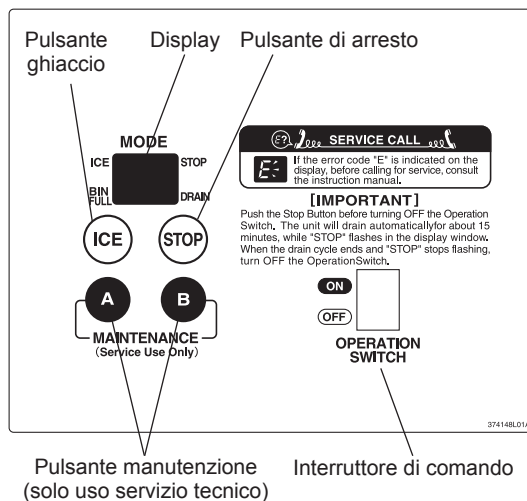 Pulsante
ghiaccio
Display
Pulsante di arresto
MODE
ICE
STOP
BIN
FULL
DRAIN
ICE
STOP
A
B
MAINTENANCE
(Service Use Only)
E?
SERVICE CALL
E
If the error code "E" is indicated on the
display, before calling for service, consult
the instruction manual.
[IMPORTANT]
Push the Stop Button before turning OFF the Operation
Switch. The unit will drain automaticallyfor about 15
minutes, while "STOP" flashes in the display window.
When the drain cycle ends and "STOP" stops flashing,
turn OFF the OperationSwitch.
ON
OFF
OPERATION
SWITCH
374148L01A
Pulsante manutenzione
(solo uso servizio tecnico)
Interruttore di comando